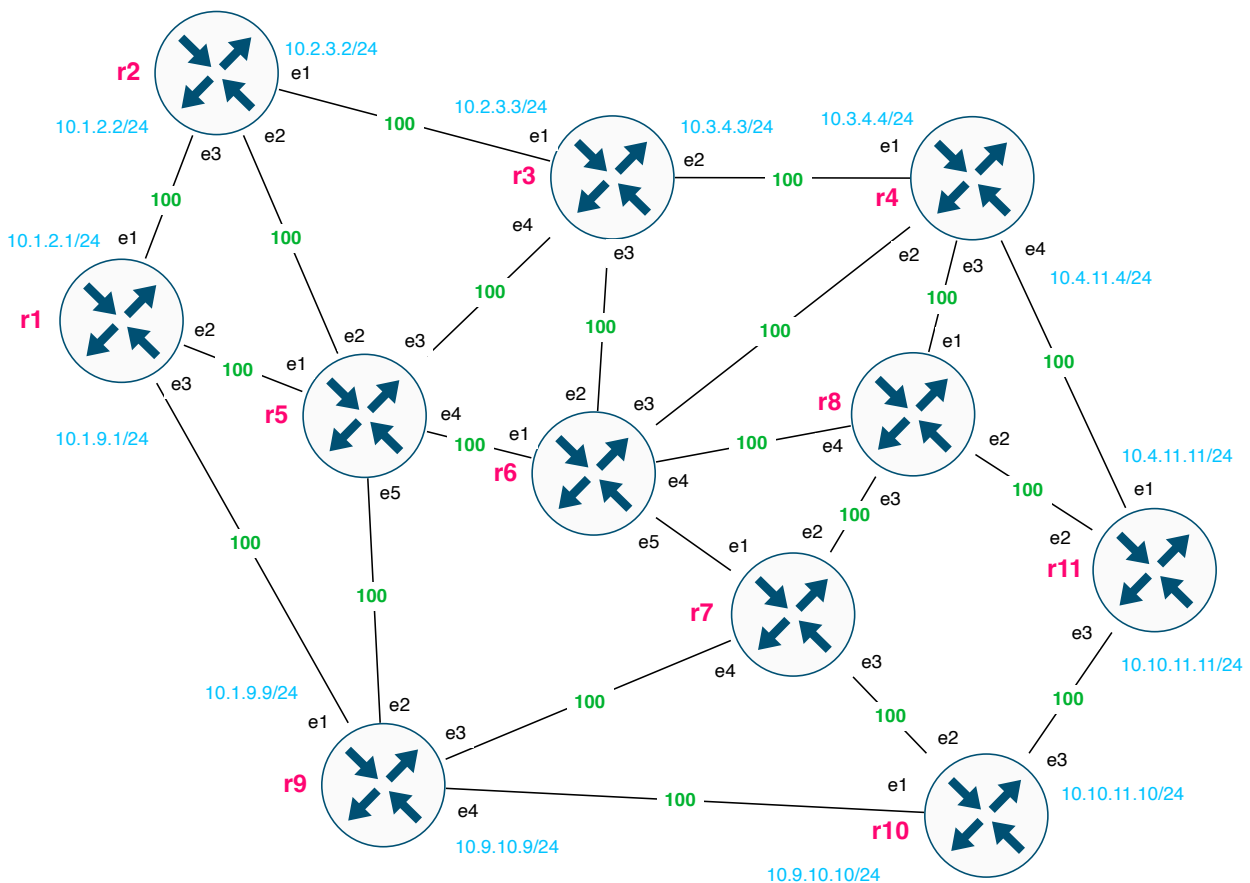 10.2.3.2/24
r2
e1
10.1.2.2/24
e3
e2
100
10.2.3.3/24
e1
10.3.4.3/24
10.3.4.4/24
e1
r3
e2
100
r4
100
100
10.1.2.1/24
e1
e4
e3
e2
e3
e4
10.4.11.4/24
r1
100
100
100
100
100
e2
e3
e2
e3
e1
100
e1
100
10.1.9.1/24
r5
e4
100
e1
e2
e3
r8
r6
100
e4
e2
10.4.11.11/24
e4
e5
e3
100
e1
e5
e1
e2
100
e2
r11
100
100
r7
e3
10.10.11.11/24
e4
e3
10.1.9.9/24
e1
e2
e3
100
100
100
e2
e3
r9
e4
100
e1
10.10.11.10/24
r10
10.9.10.9/24
10.9.10.10/24